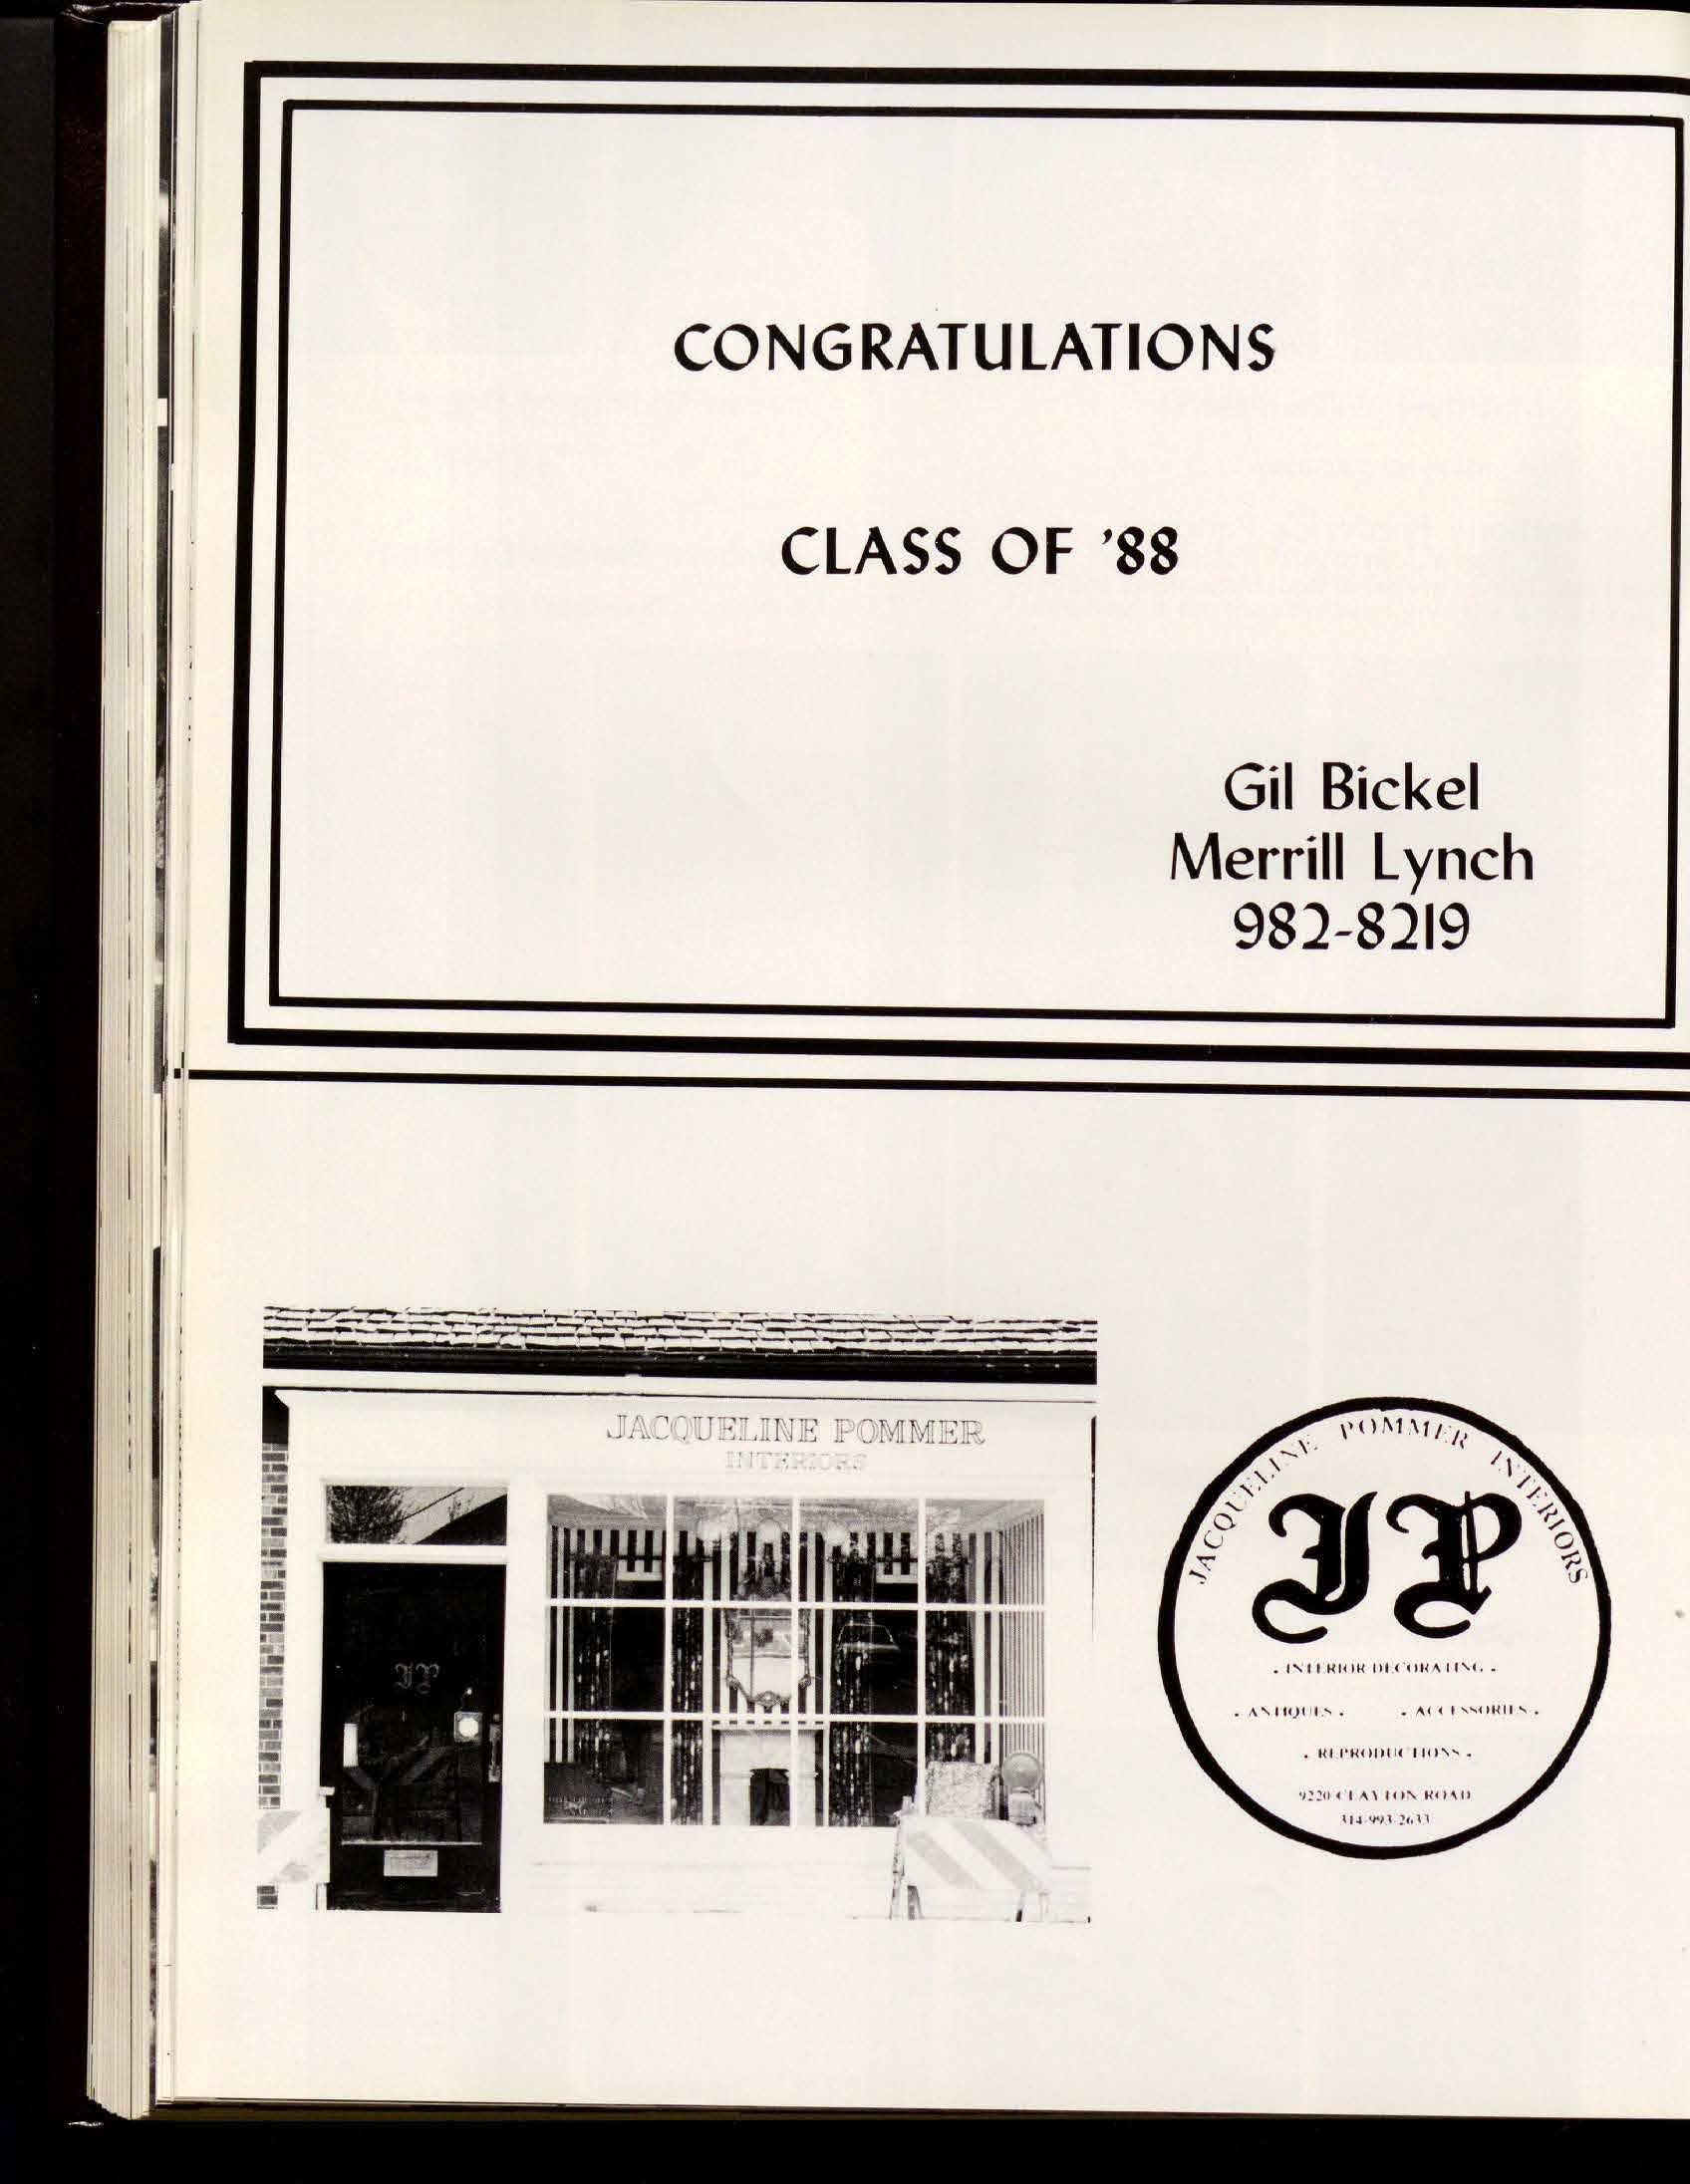 CONGRATULATIONS
CLASS OF '88
Gil Bickel
Merrill Lynch
982-8219
JACQUELINE POMMER
INTERIORS
JP
JACQUELINE POMMER INTERIORS
JP
. INTERIOR DECORATING .
. ANTIQUES . . ACCESSORIES .
. REPRODUCTIONS .
9220 CLAYTON ROAD
314-993-2633